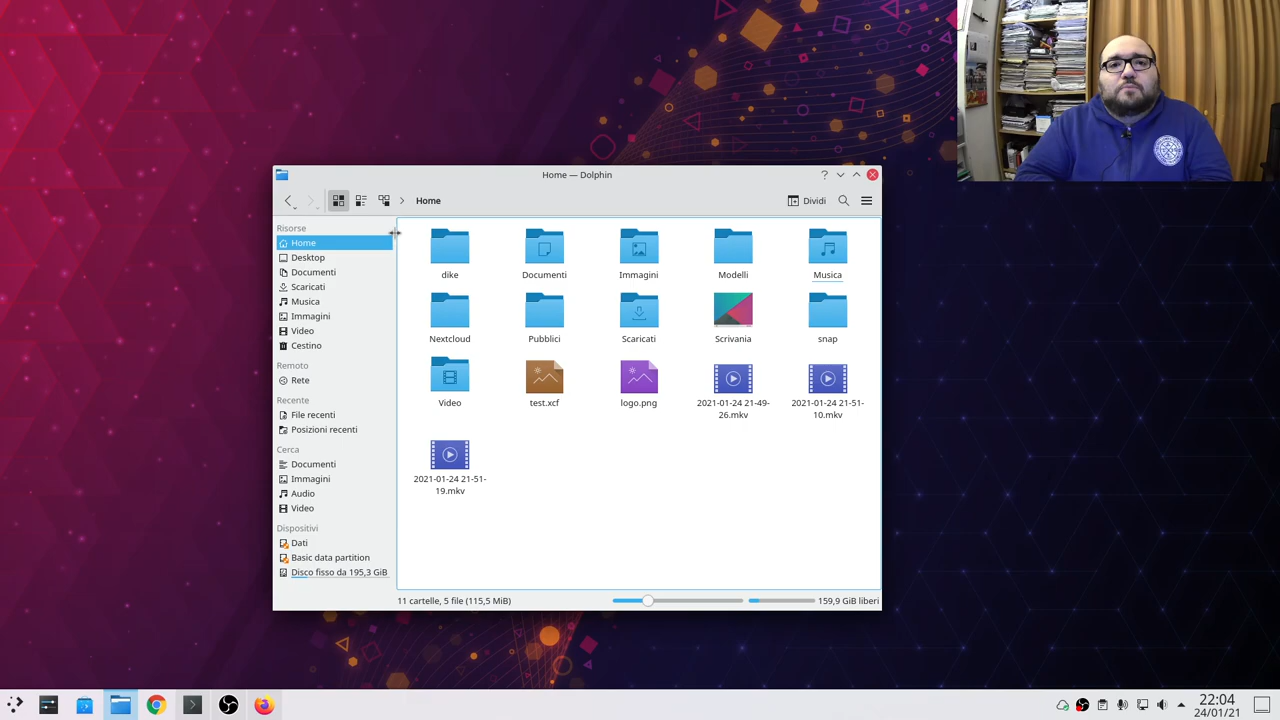 Home — Dolphin
Home
Dividi
Risorse
Home
Desktop
Documenti
Scaricati
Musica
Immagini
Video
Cestino
Remoto
Rete
Recente
File recenti
Posizioni recenti
Cerca
Documenti
Immagini
Audio
Video
Dispositivi
Dati
Basic data partition
Disco fisso da 195,3 GiB
dike
Documenti
Immagini
Modelli
Musica
Nextcloud
Pubblici
Scaricati
Scrivania
snap
Video
test.xcf
logo.png
2021-01-24 21-49-
26.mkv
2021-01-24 21-51-
10.mkv
2021-01-24 21-51-
19.mkv
11 cartelle, 5 file (115,5 MiB)
159,9 GiB liberi
22:04
24/01/21